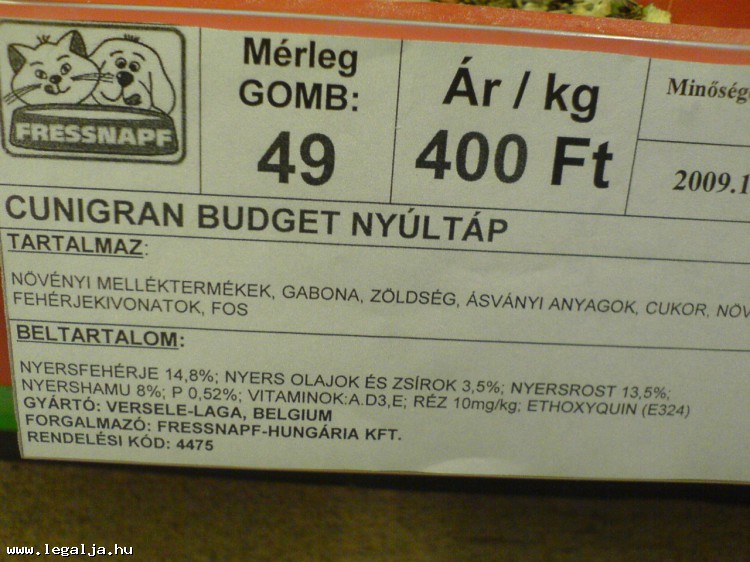 FRESSNAPF
Mérleg
GOMB:
49
Ár / kg
400 Ft
Minőség
2009.1
CUNIGRAN BUDGET NYÚLTÁP
TARTALMAZ:
NÖVÉNYI MELLÉKTERMÉKEK, GABONA, ZÖLDSÉG, ÁSVÁNYI ANYAGOK, CUKOR, NÖV
FEHÉRJEKIVONATOK, FOS
BELTARTALOM:
NYERSFEHÉRJE 14,8%; NYERS OLAJOK ÉS ZSÍROK 3,5%; NYERSROST 13,5%;
NYERSHAMU 8%; P 0,52%; VITAMINOK:A.D3,E; RÉZ 10mg/kg; ETHOXYQUIN (E324)
GYÁRTÓ: VERSELE-LAGA, BELGIUM
FORGALMAZÓ: FRESSNAPF-HUNGÁRIA KFT.
RENDELÉSI KÓD: 4475
www.legalja.hu